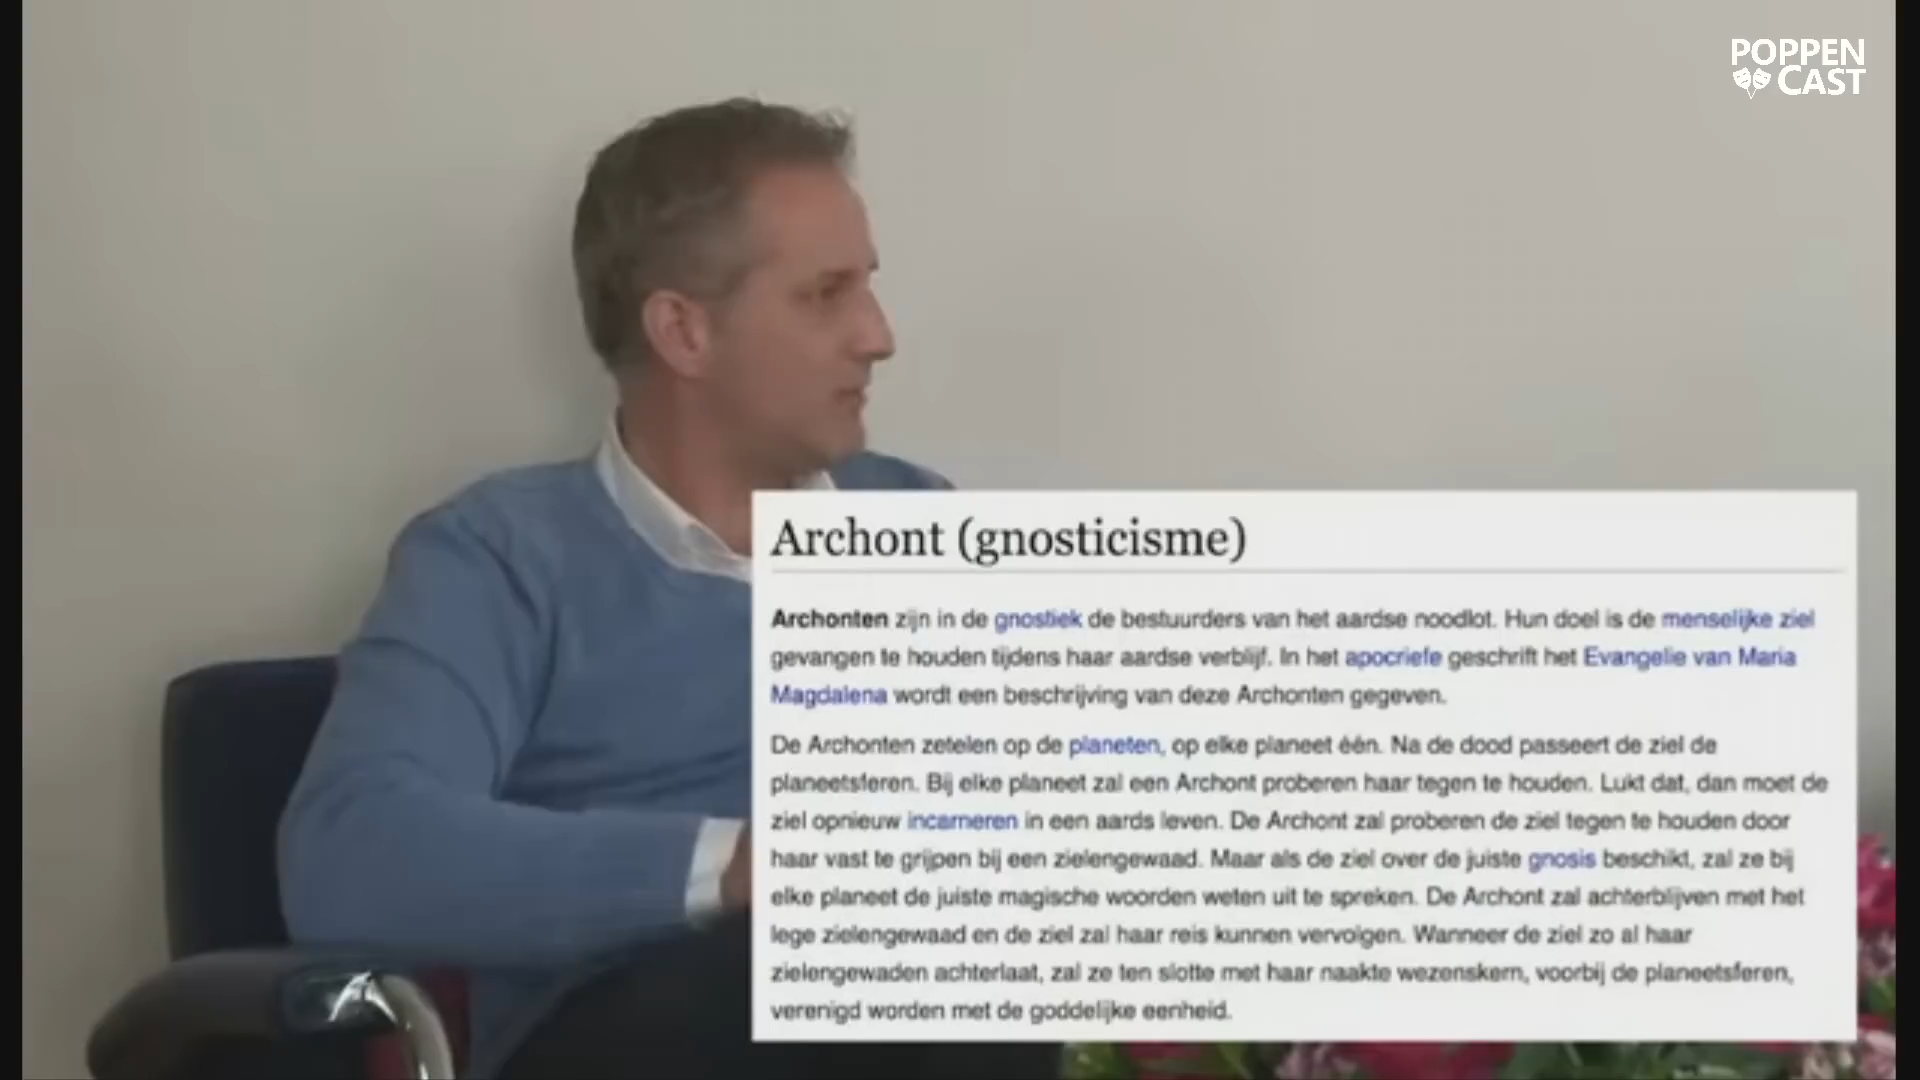 POPPEN
CAST
Archont (gnosticisme)
Archonten zijn in de gnostiek de bestuurders van het aardse noodlot. Hun doel is de menselijke ziel
gevangen te houden tijdens haar aardse verblijf. In het apocriefe geschrift het Evangelie van Maria
Magdalena wordt een beschrijving van deze Archonten gegeven.
De Archonten zetelen op de planeten, op elke planeet één. Na de dood passeert de ziel de
planeetsferen. Bij elke planeet zal een Archont proberen haar tegen te houden. Lukt dat, dan moet de
ziel opnieuw incarneren in een aards leven. De Archont zal proberen de ziel tegen te houden door
haar vast te grijpen bij een zielengewaad. Maar als de ziel over de juiste gnosis beschikt, zal ze bij
elke planeet de juiste magische woorden weten uit te spreken. De Archont zal achterblijven met het
lege zielengewaad en de ziel zal haar reis kunnen vervolgen. Wanneer de ziel zo al haar
zielengewaden achterlaat, zal ze ten slotte met haar naakte wezenskern, voorbij de planeetsferen,
verenigd worden met de goddelijke eenheid.